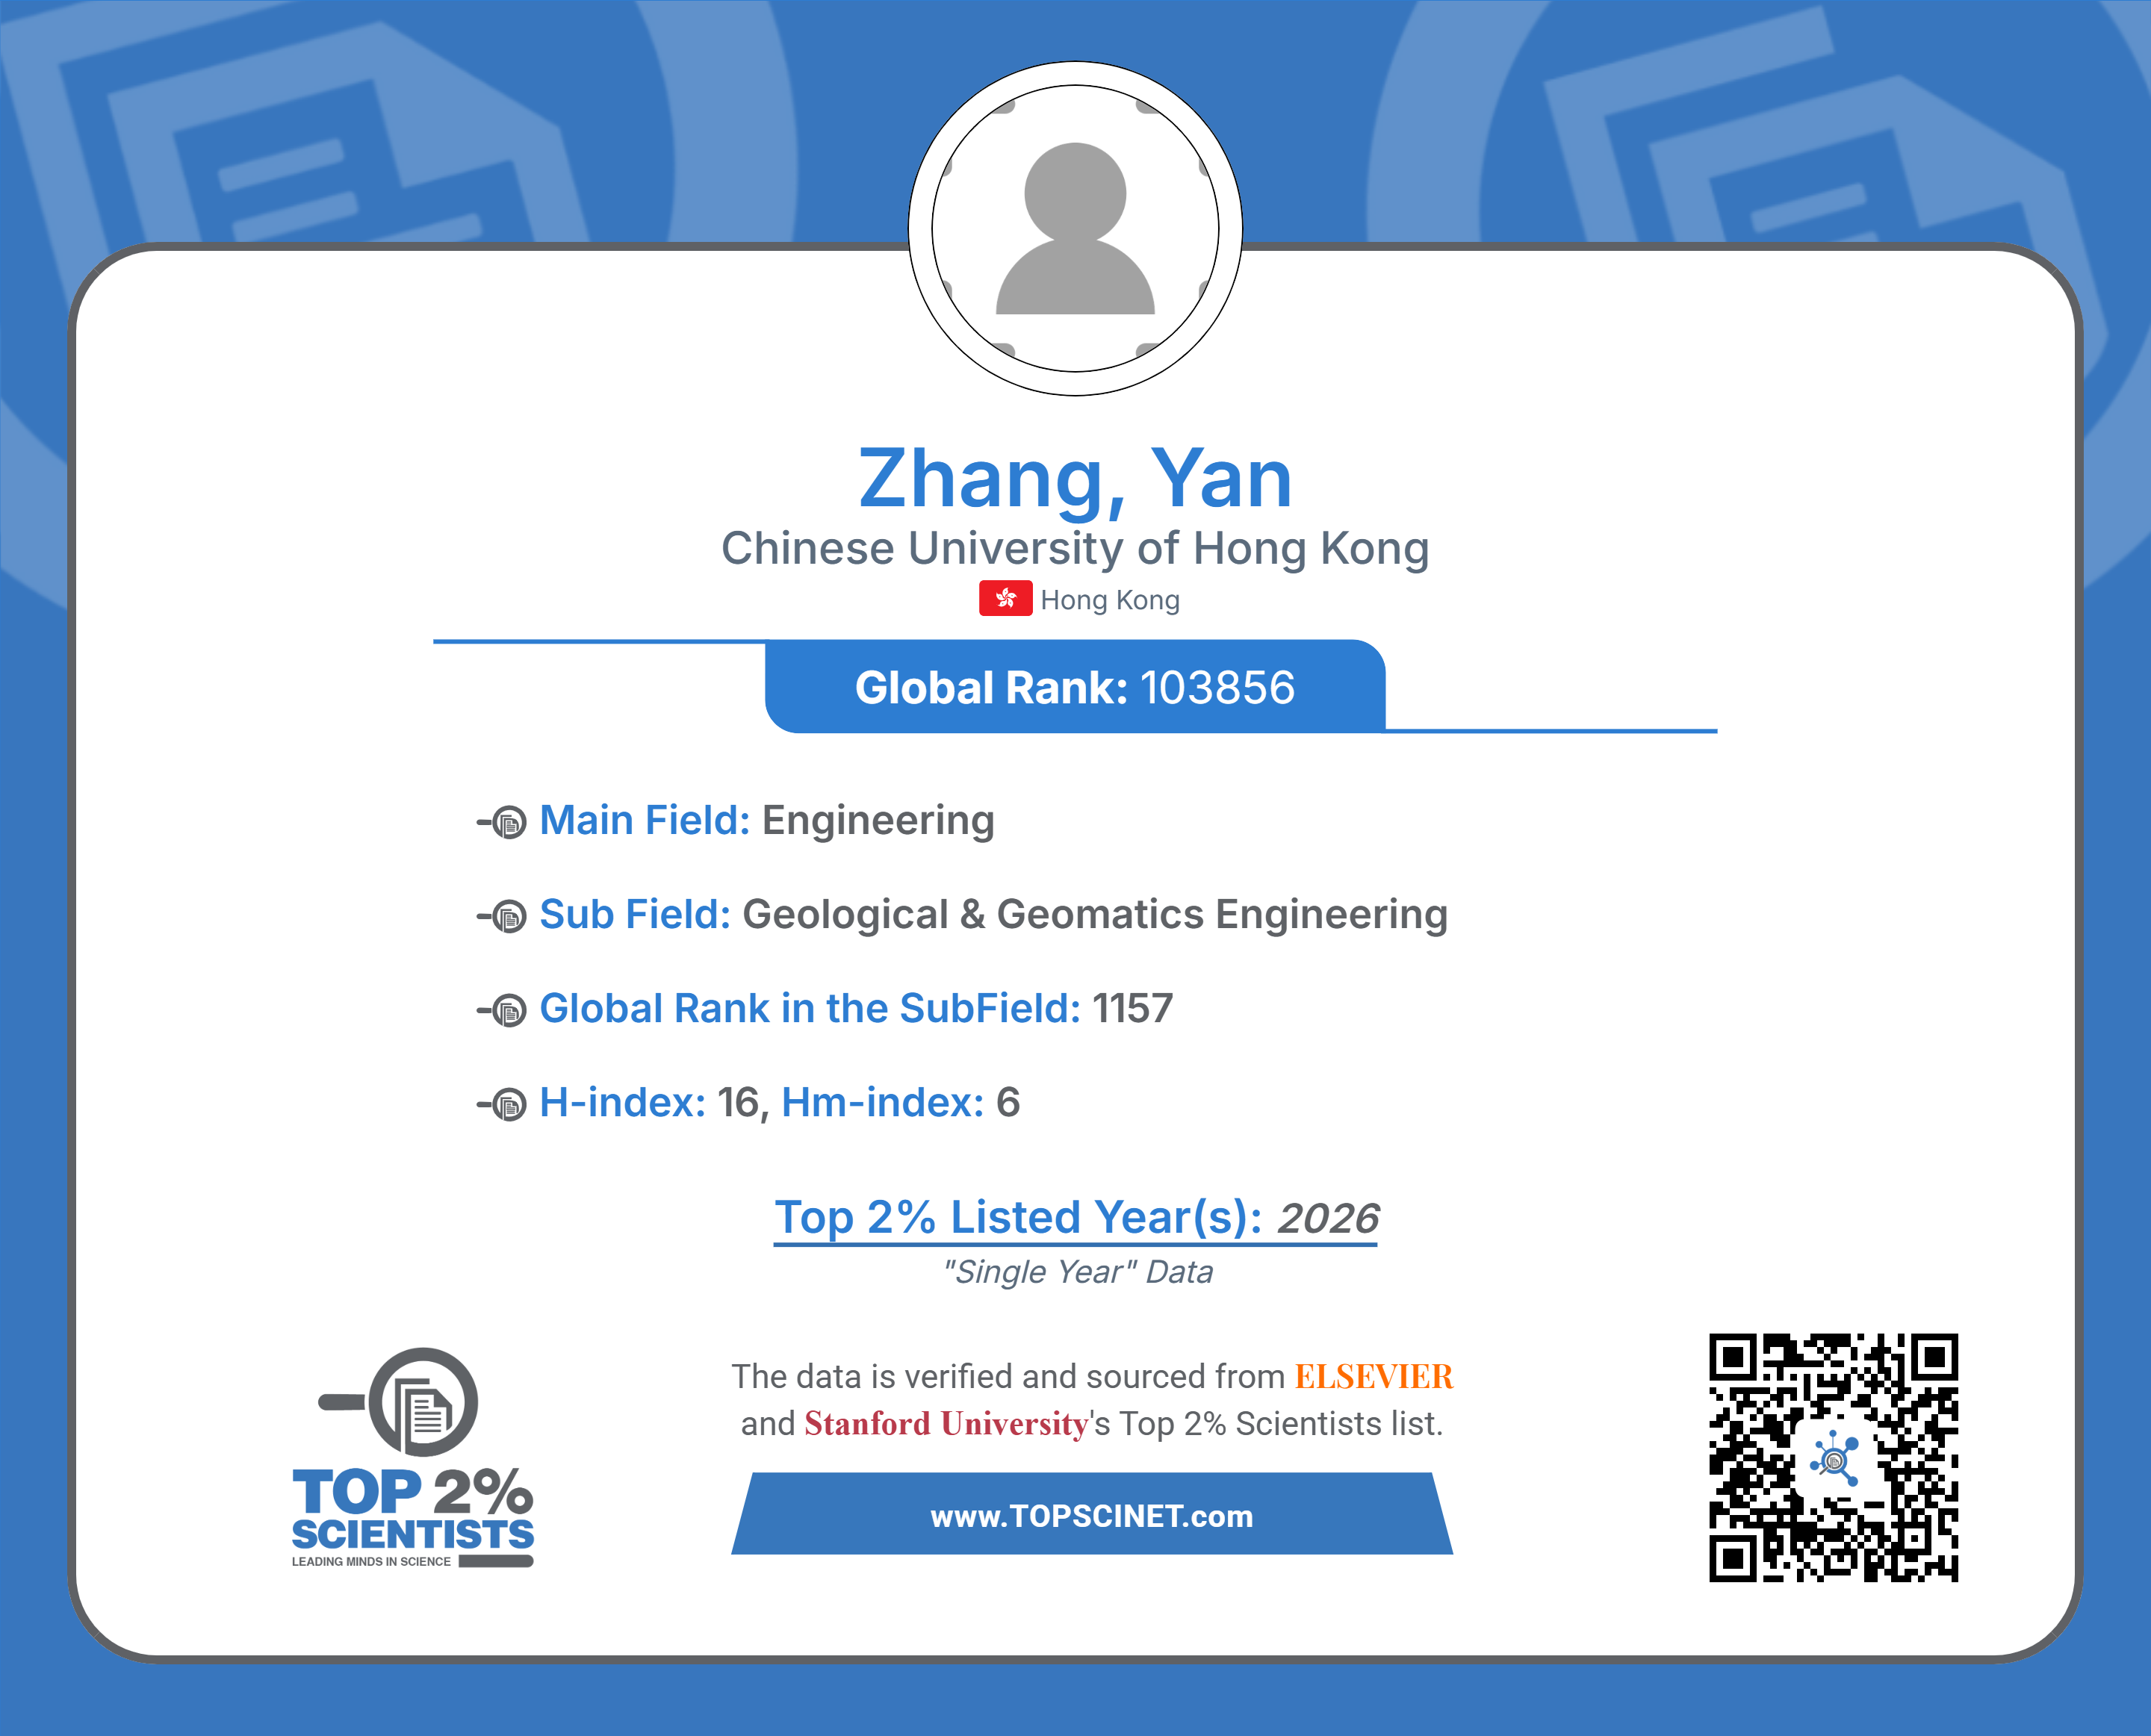 Zhang, Yan
Chinese University of Hong Kong
Hong Kong
Global Rank: 103856
Main Field: Engineering
Sub Field: Geological & Geomatics Engineering
Global Rank in the SubField: 1157
H-index: 16, Hm-index: 6
Top 2% Listed Year(s): 2026
"Single Year" Data
The data is verified and sourced from ELSEVIER
and Stanford University's Top 2% Scientists list.
www.TOPSCINET.com
TOP 2%
SCIENTISTS
LEADING MINDS IN SCIENCE